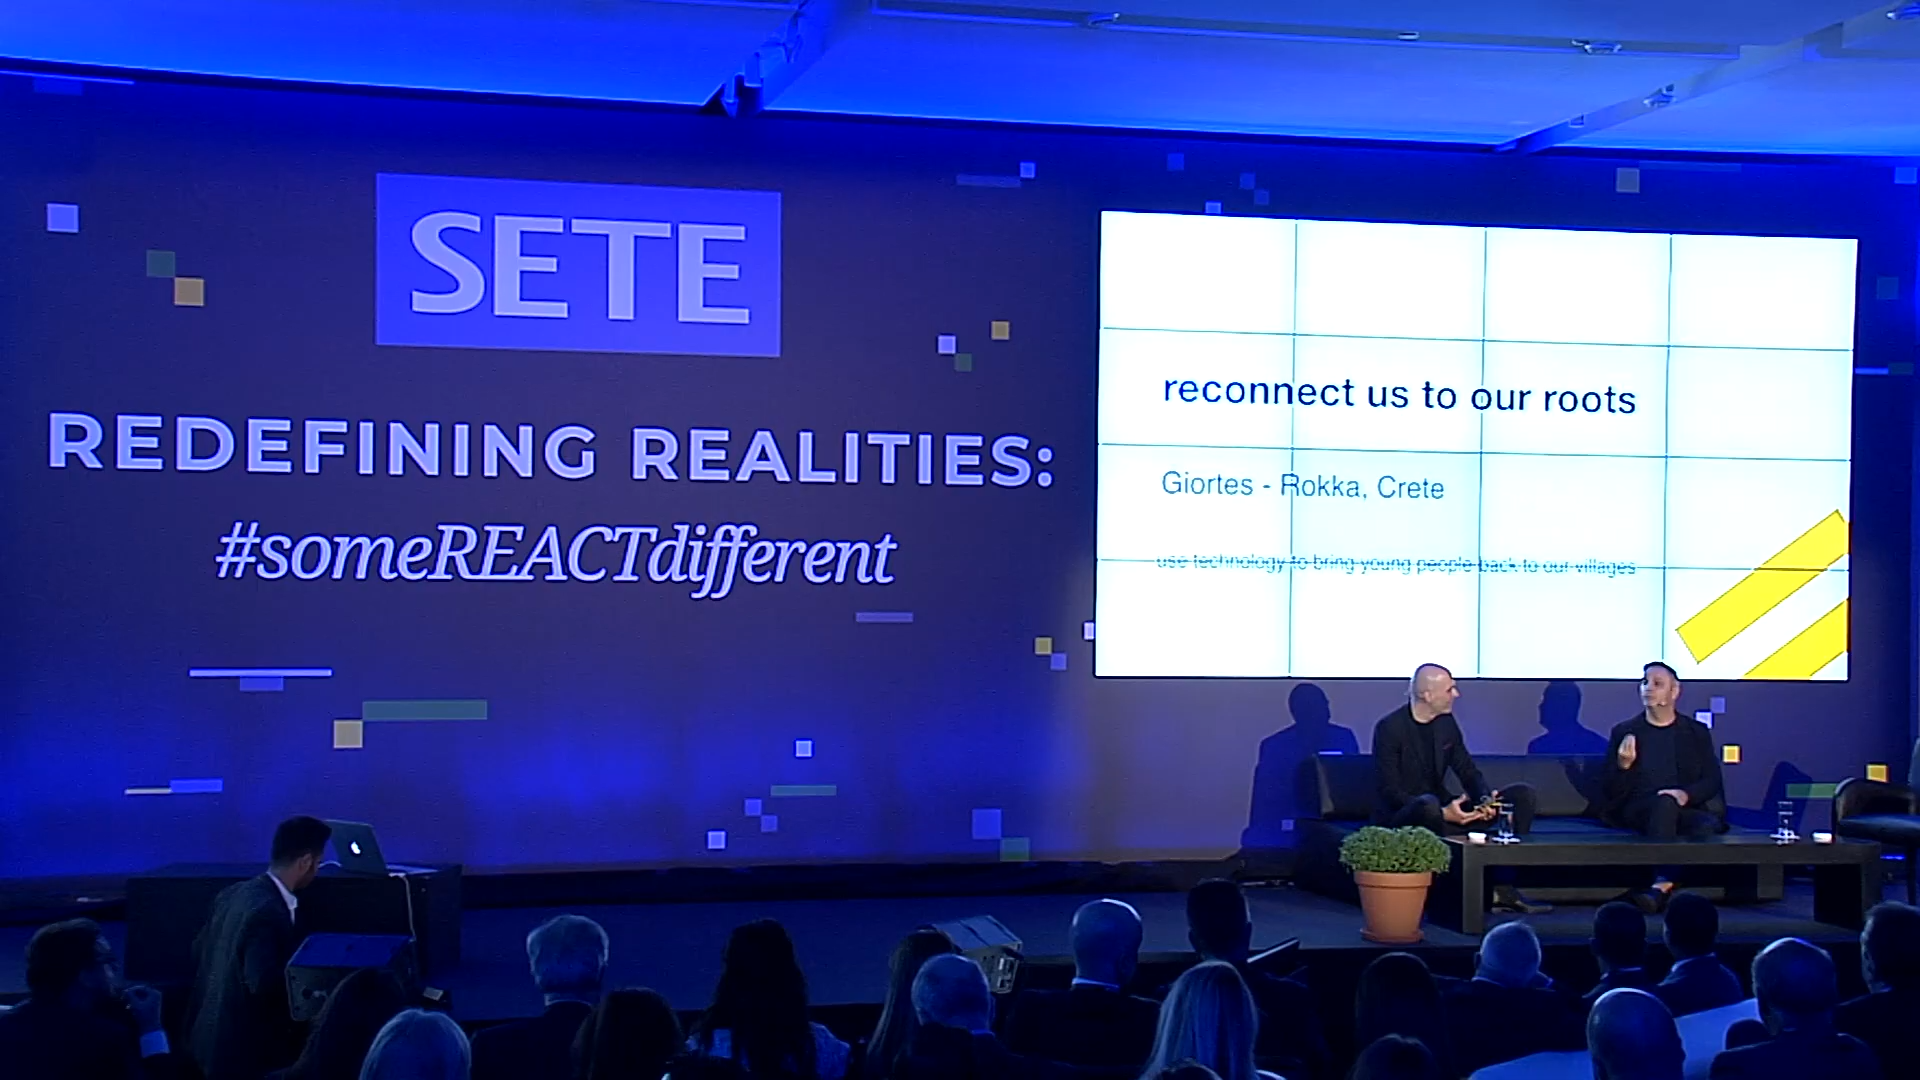 SETE
REDEFINING REALITIES:
#someREACTdifferent
reconnect us to our roots
Giortes - Rokka, Crete
use technology to bring young people back to our villages